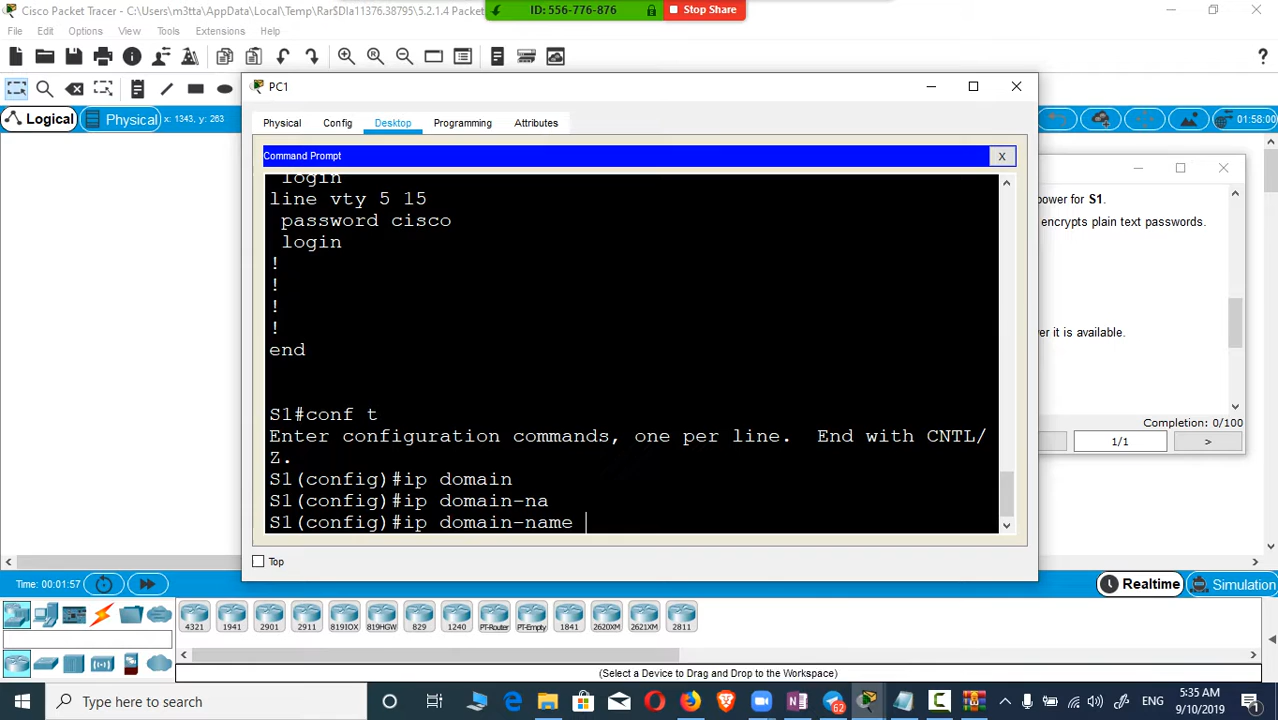 Cisco Packet Tracer - C:\Users\m3tta\AppData\Local\Temp\Rar$DIa11376.38795\5.2.1.4 Packet
ID: 556-776-876
Stop Share
File Edit Options View Tools Extensions Help
PC1
Logical
Physical
x: 1343, y: 263
01:58:00
Physical Config Desktop Programming Attributes
Command Prompt
X
login
line vty 5 15
password cisco
login
!
!
!
!
end
S1#conf t
Enter configuration commands, one per line. End with CNTL/
Z.
S1(config)#ip domain
S1(config)#ip domain-na
S1(config)#ip domain-name
power for S1.
encrypts plain text passwords.
er it is available.
Completion: 0/100
1/1
>
Top
Time: 00:01:57
Realtime
Simulation
4321 1941 2901 2911 819IOX 819HGW 829 1240 PT-Router PT-Empty 1841 2620XM 2621XM 2811
(Select a Device to Drag and Drop to the Workspace)
Type here to search
62
ENG
5:35 AM
9/10/2019